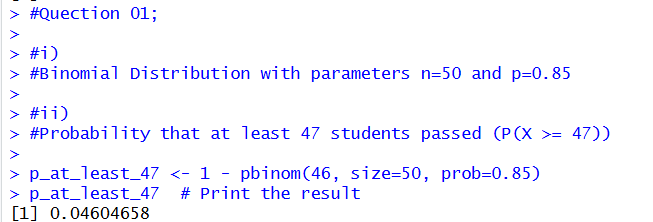 > #Quection 01;
>
> #i)
> #Binomial Distribution with parameters n=50 and p=0.85
>
> #ii)
> #Probability that at least 47 students passed (P(X >= 47))
>
> p_at_least_47 <- 1 - pbinom(46, size=50, prob=0.85)
> p_at_least_47  # Print the result
[1] 0.04604658